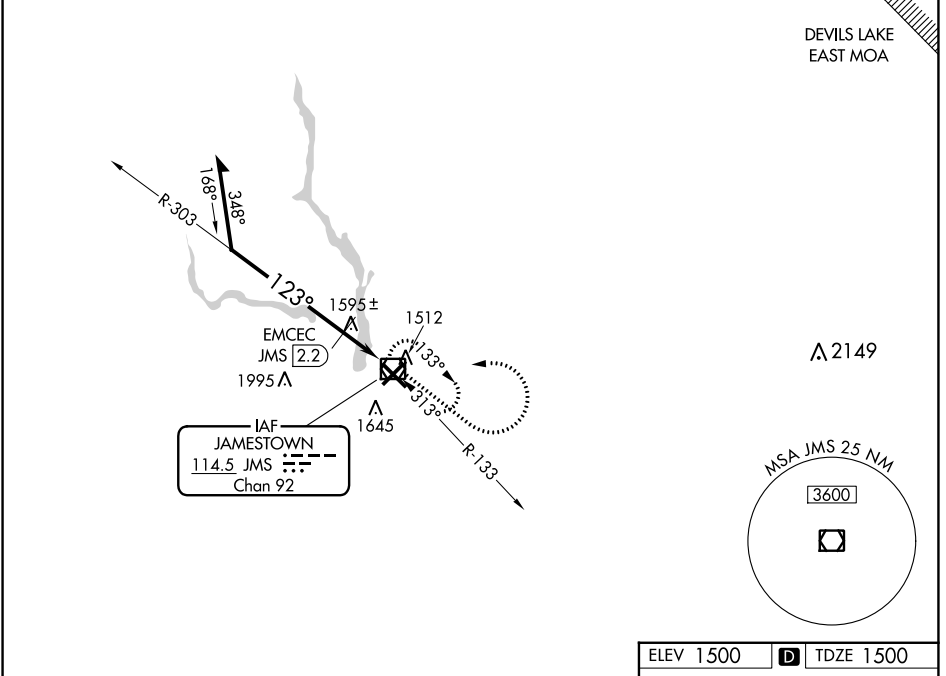 DEVILS LAKE
EAST MOA
R-303
168°
348°
123°
1595±
1512
EMCEC
JMS 2.2
133°
2149
1995
313°
1645
IAF
JAMESTOWN
114.5 JMS
Chan 92
R-133
MSA JMS 25 NM
3600
ELEV 1500 D TDZE 1500